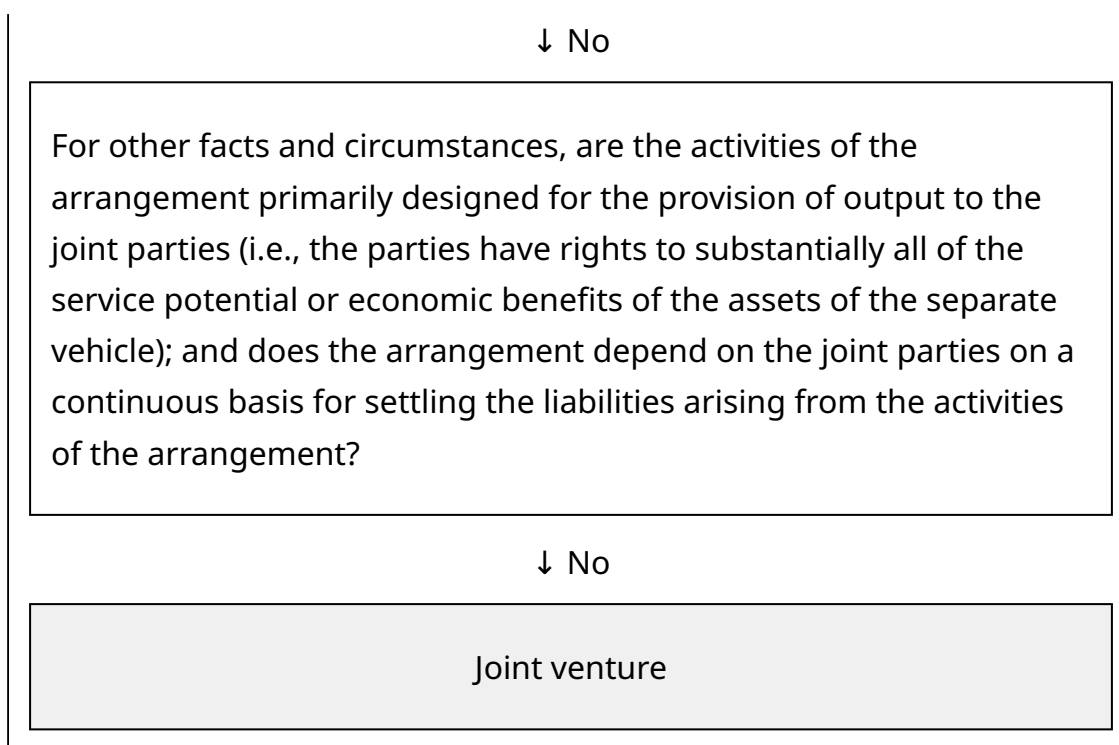 ↓ No
For other facts and circumstances, are the activities of the
arrangement primarily designed for the provision of output to the
joint parties (i.e., the parties have rights to substantially all of the
service potential or economic benefits of the assets of the separate
vehicle); and does the arrangement depend on the joint parties on a
continuous basis for settling the liabilities arising from the activities
of the arrangement?
↓ No
Joint venture